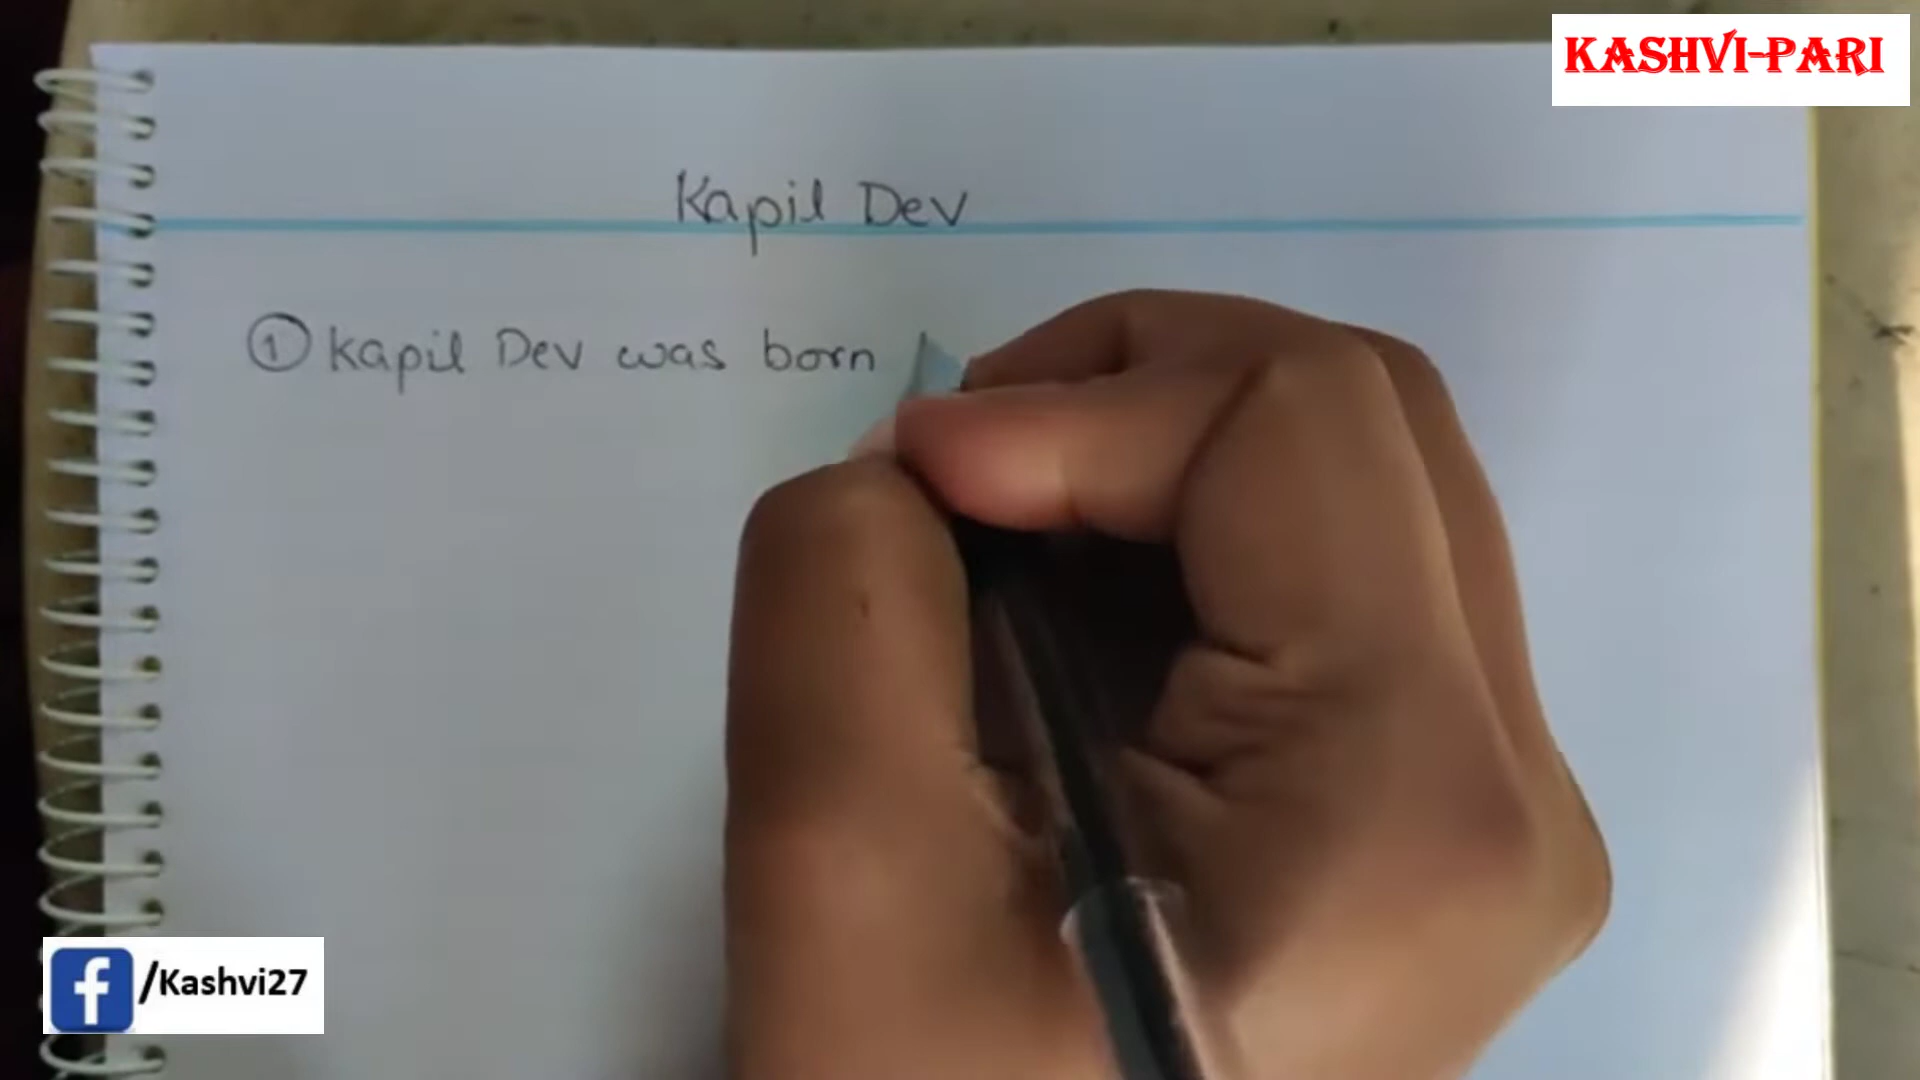 KASHVI-PARI
Kapil Dev
① Kapil Dev was born
f/Kashvi27